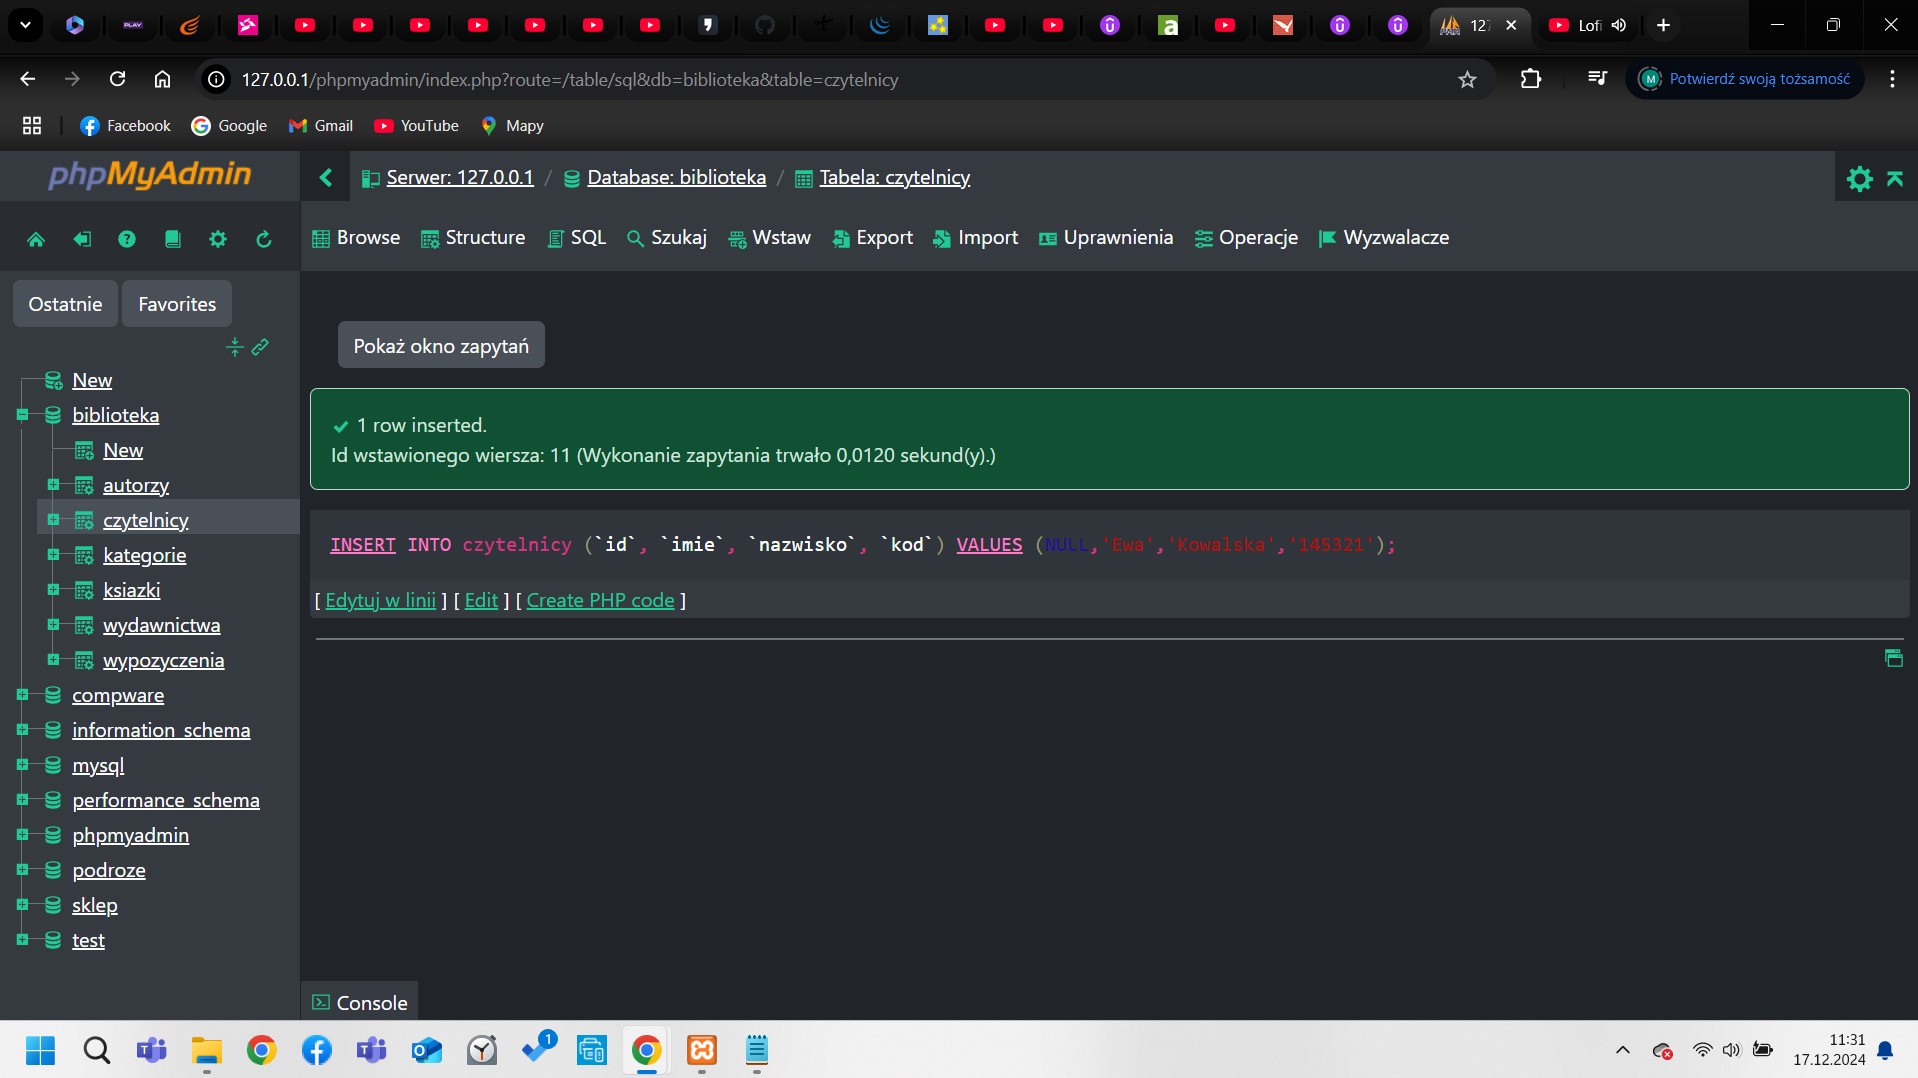 PLAY
127
Lofi
127.0.0.1/phpmyadmin/index.php?route=/table/sql&db=biblioteka&table=czytelnicy
M
Potwierdź swoją tożsamość
Facebook
Google
Gmail
YouTube
Mapy
phpMyAdmin
Serwer: 127.0.0.1 / Database: biblioteka / Tabela: czytelnicy
Browse
Structure
SQL
Szukaj
Wstaw
Export
Import
Uprawnienia
Operacje
Wyzwalacze
Ostatnie
Favorites
New
biblioteka
New
autorzy
czytelnicy
kategorie
ksiazki
wydawnictwa
wypozyczenia
compware
information_schema
mysql
performance_schema
phpmyadmin
podroze
sklep
test
Pokaż okno zapytań
1 row inserted.
Id wstawionego wiersza: 11 (Wykonanie zapytania trwało 0,0120 sekund(y).)
INSERT INTO czytelnicy (`id`, `imie`, `nazwisko`, `kod`) VALUES (NULL,'Ewa','Kowalska','145321');
[ Edytuj w linii ] [ Edit ] [ Create PHP code ]
Console
1
11:31
17.12.2024